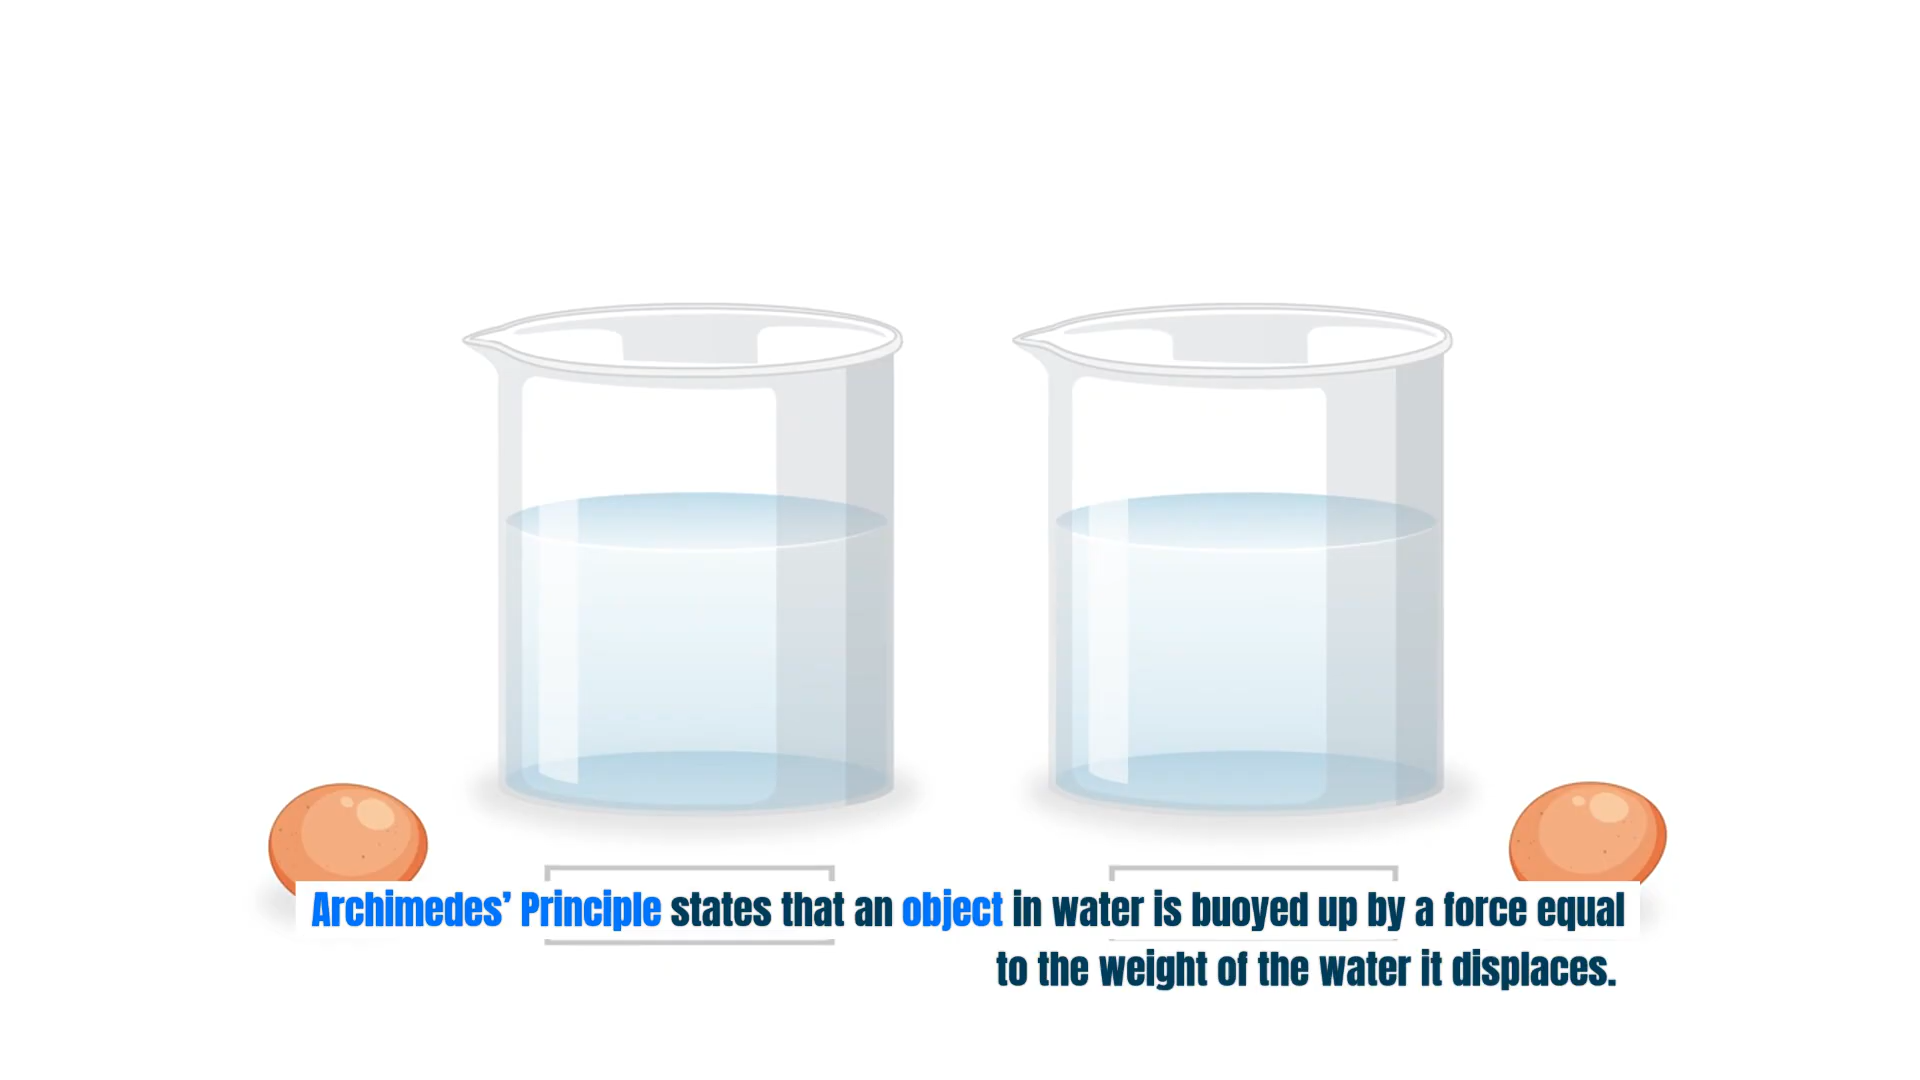 Archimedes’ Principle states that an object in water is buoyed up by a force equal
to the weight of the water it displaces.